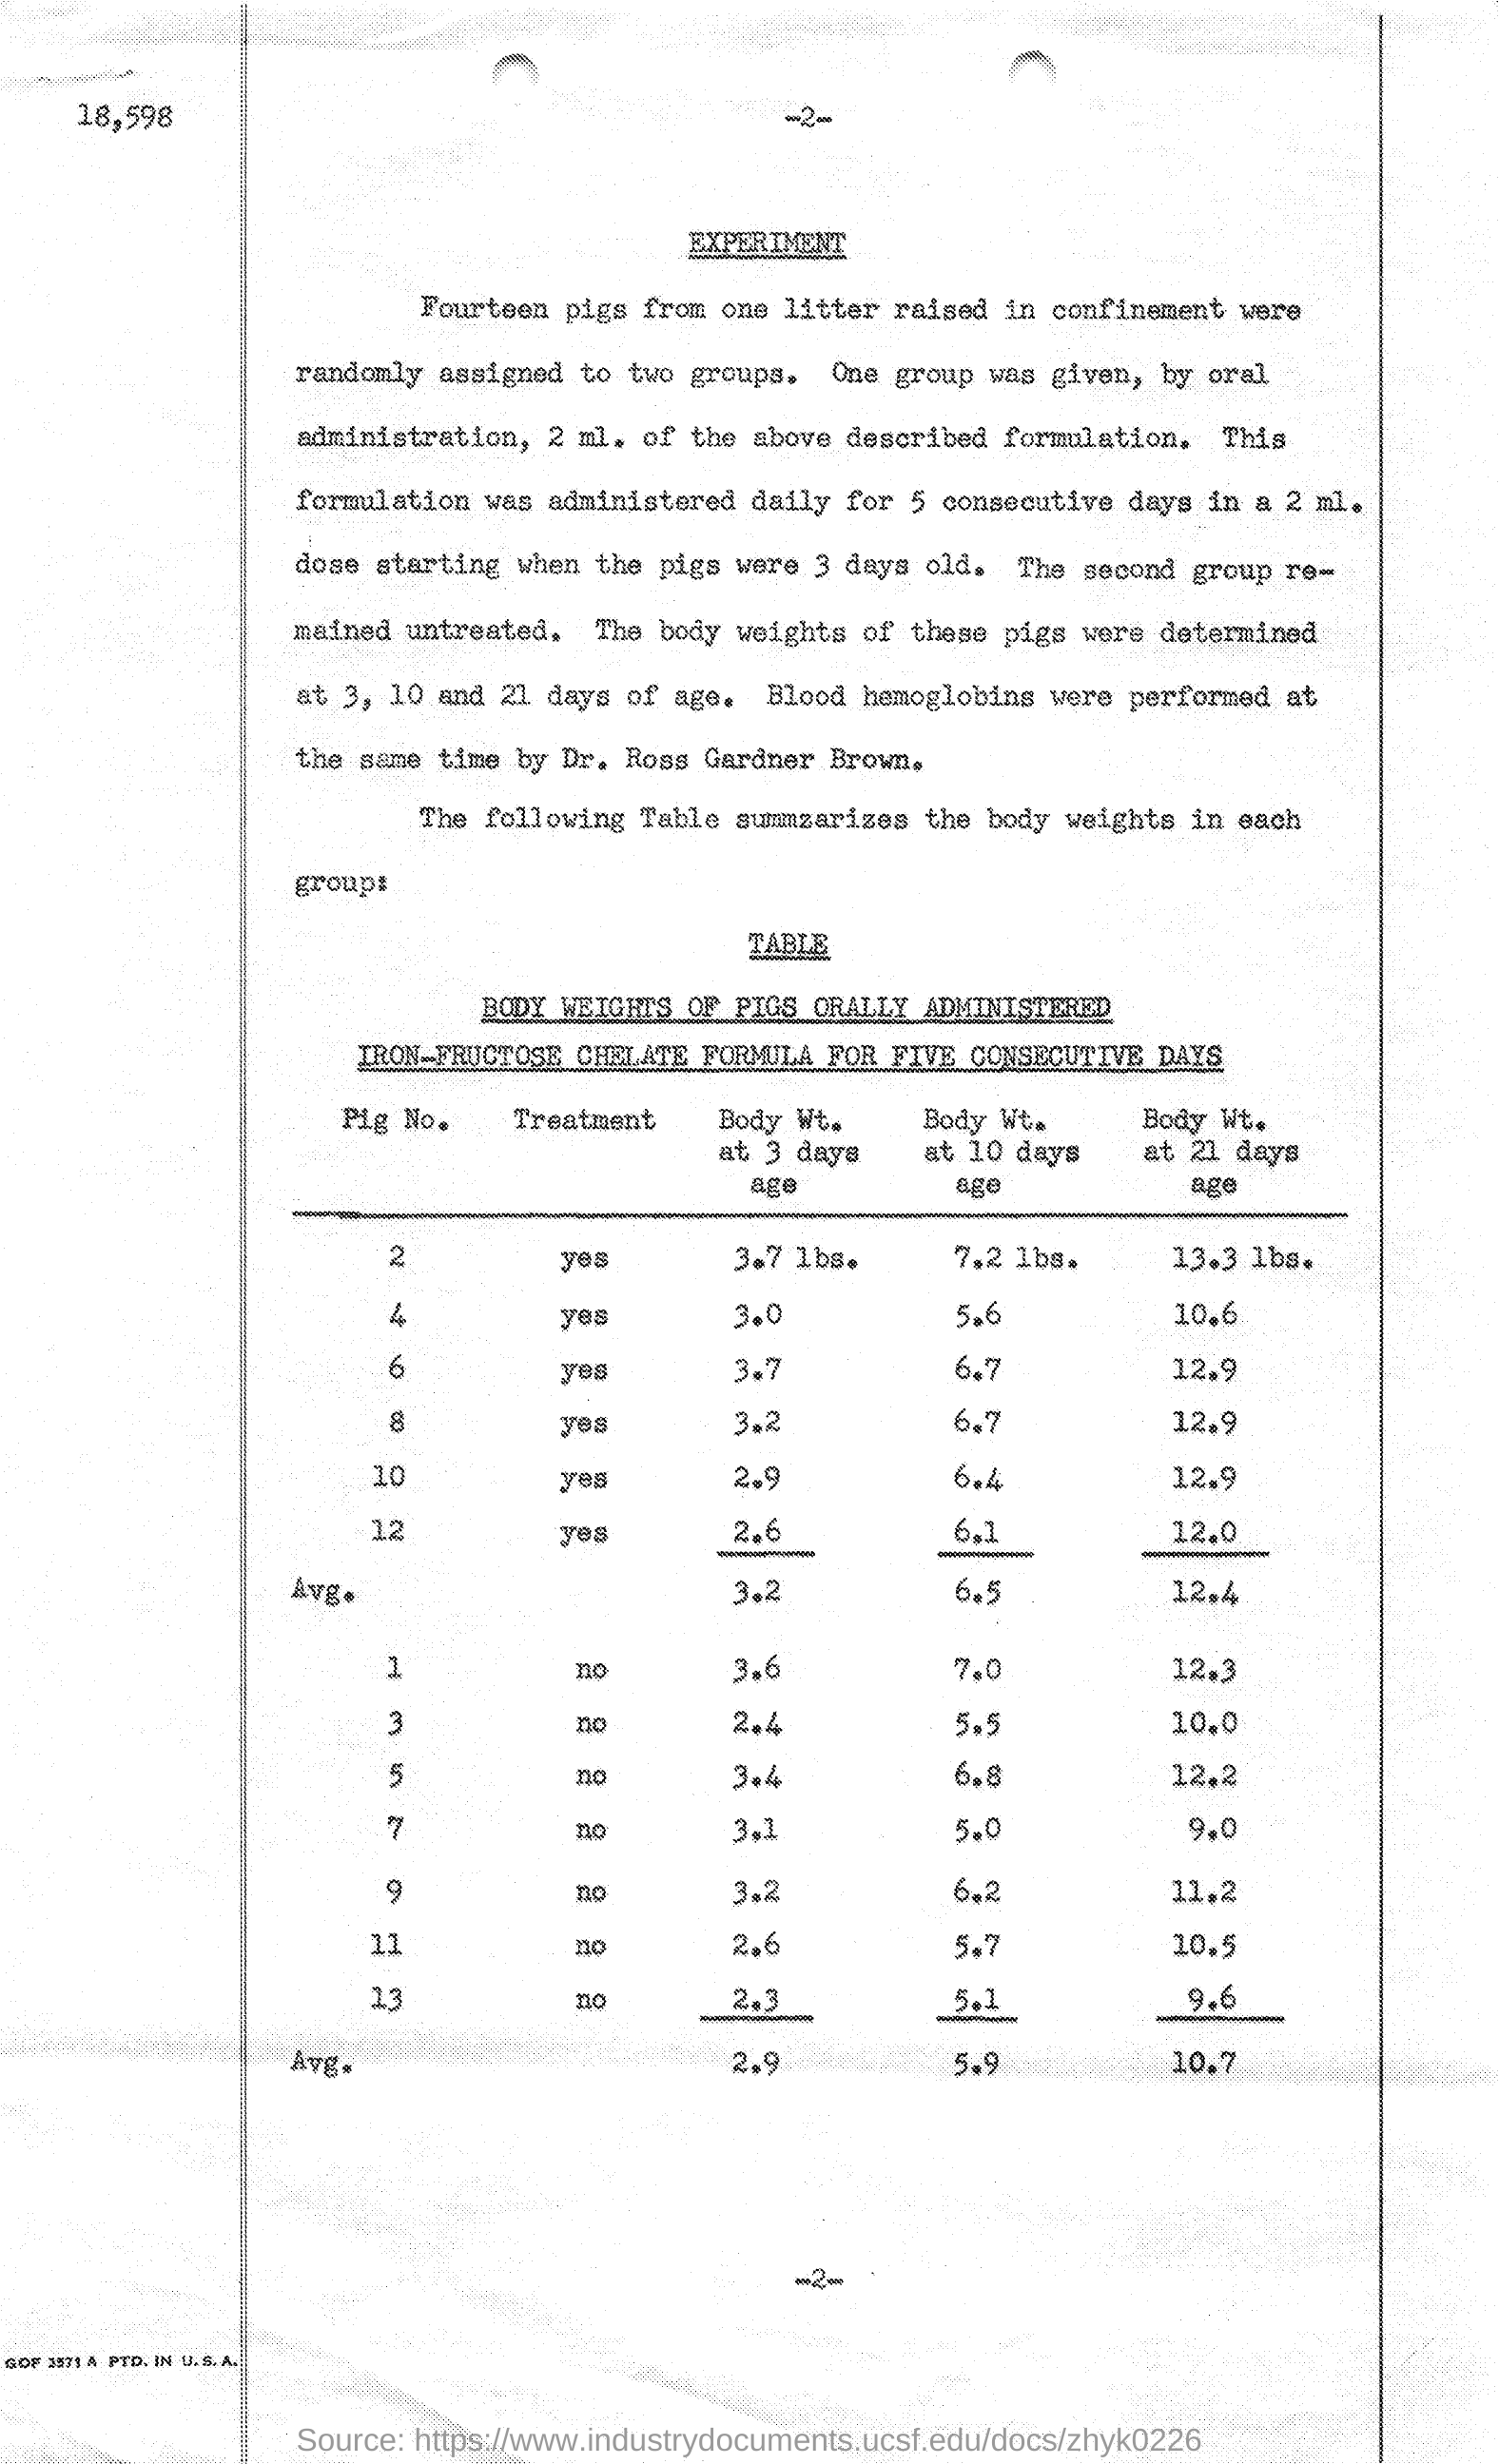 18,598
-2-
EXPERIMENT
Fourteen pigs from one litter raised in confinement were
randomly assigned to two groups. One group was given, by oral
administration, 2 ml. of the above described formulation. This
formulation was administered daily for 5 consecutive days in a 2 ml.
dose starting when the pigs were 3 days old. The second group re-
mained untreated. The body weights of these pigs were determined
at 3, 10 and 21 days of age. Blood hemoglobins were performed at
the same time by Dr. Ross Gardner Brown.
The following Table summzarizes the body weights in each
group:
TABLE
BODY WEIGHTS OF PIGS ORALLY ADMINISTERED
IRON-FRUCTOSE CHELATE FORMULA FOR FIVE CONSECUTIVE DAYS
Pig No. Treatment Body Wt. Body Wt. Body Wt.
at 3 days at 10 days at 21 days
age age age
2 yes 3.7 lbs. 7.2 lbs. 13.3 lbs.
4 yes 3.0 5.6 10.6
6 yes 3.7 6.7 12.9
8 yes 3.2 6.7 12.9
10 yes 2.9 6.4 12.9
12 yes 2.6 6.1 12.0
Avg. 3.2 6.5 12.4
1 no 3.6 7.0 12.3
3 no 2.4 5.5 10.0
5 no 3.4 6.8 12.2
7 no 3.1 5.0 9.0
9 no 3.2 6.2 11.2
11 no 2.6 5.7 10.5
13 no 2.3 5.1 9.6
Avg. 2.9 5.9 10.7
-2-
GOF 3571 A PTD. IN U.S.A.
Source: https://www.industrydocuments.ucsf.edu/docs/zhyk0226